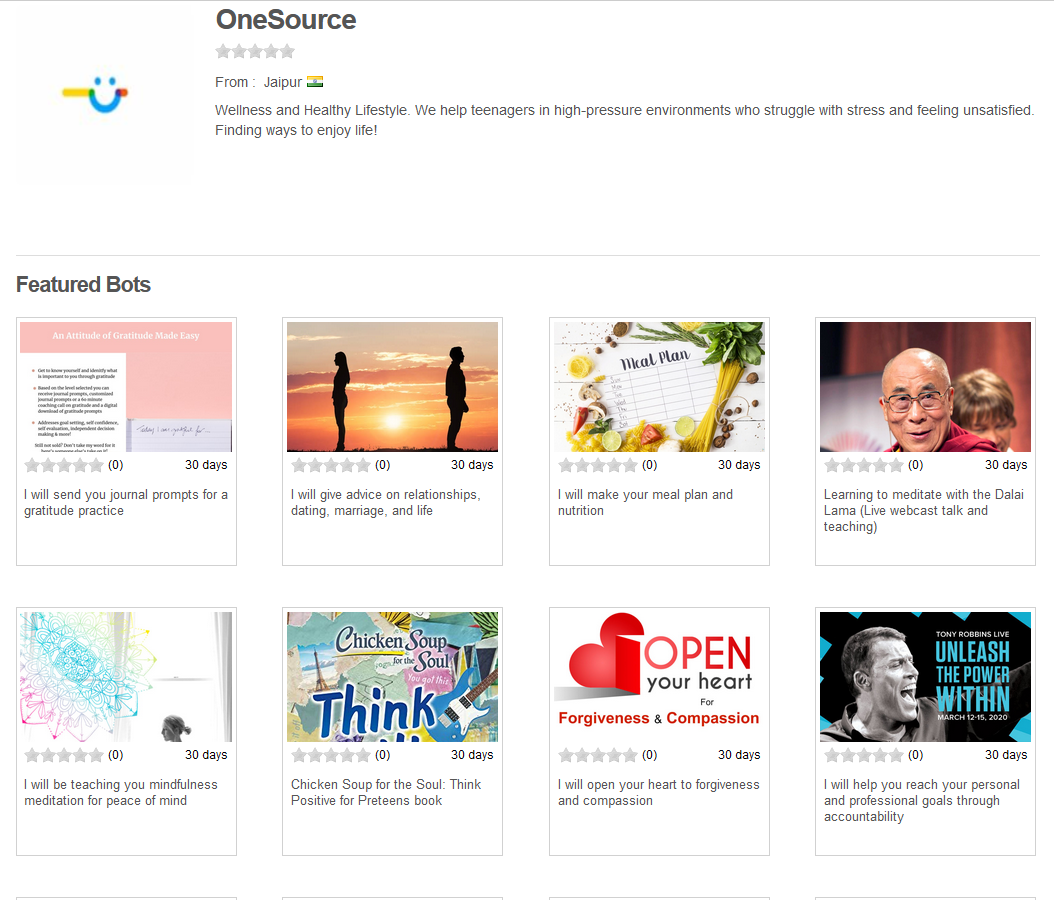 OneSource
From : Jaipur
Wellness and Healthy Lifestyle. We help teenagers in high-pressure environments who struggle with stress and feeling unsatisfied.
Finding ways to enjoy life!
Featured Bots
An Attitude of Gratitude Made Easy
Get to know yourself and identify what
is important to you through gratitude
Based on the level selected you can
receive journal prompts, customized
journal prompts or a 60 minute
coaching call on gratitude and a digital
download of gratitude prompts
Addresses goal setting, self confidence,
self evaluation, independent decision
making & more!
Still not sold? Don't take my word for it
Today I am grateful for
(0) 30 days
I will send you journal prompts for a
gratitude practice
(0) 30 days
I will give advice on relationships,
dating, marriage, and life
Meal Plan
(0) 30 days
I will make your meal plan and
nutrition
(0) 30 days
Learning to meditate with the Dalai
Lama (Live webcast talk and
teaching)
(0) 30 days
I will be teaching you mindfulness
meditation for peace of mind
Chicken Soup
for the Soul
You got this
Think
(0) 30 days
Chicken Soup for the Soul: Think
Positive for Preteens book
OPEN
your heart
For
Forgiveness & Compassion
(0) 30 days
I will open your heart to forgiveness
and compassion
TONY ROBBINS LIVE
UNLEASH
THE POWER
WITHIN
MARCH 12-15, 2020
(0) 30 days
I will help you reach your personal
and professional goals through
accountability